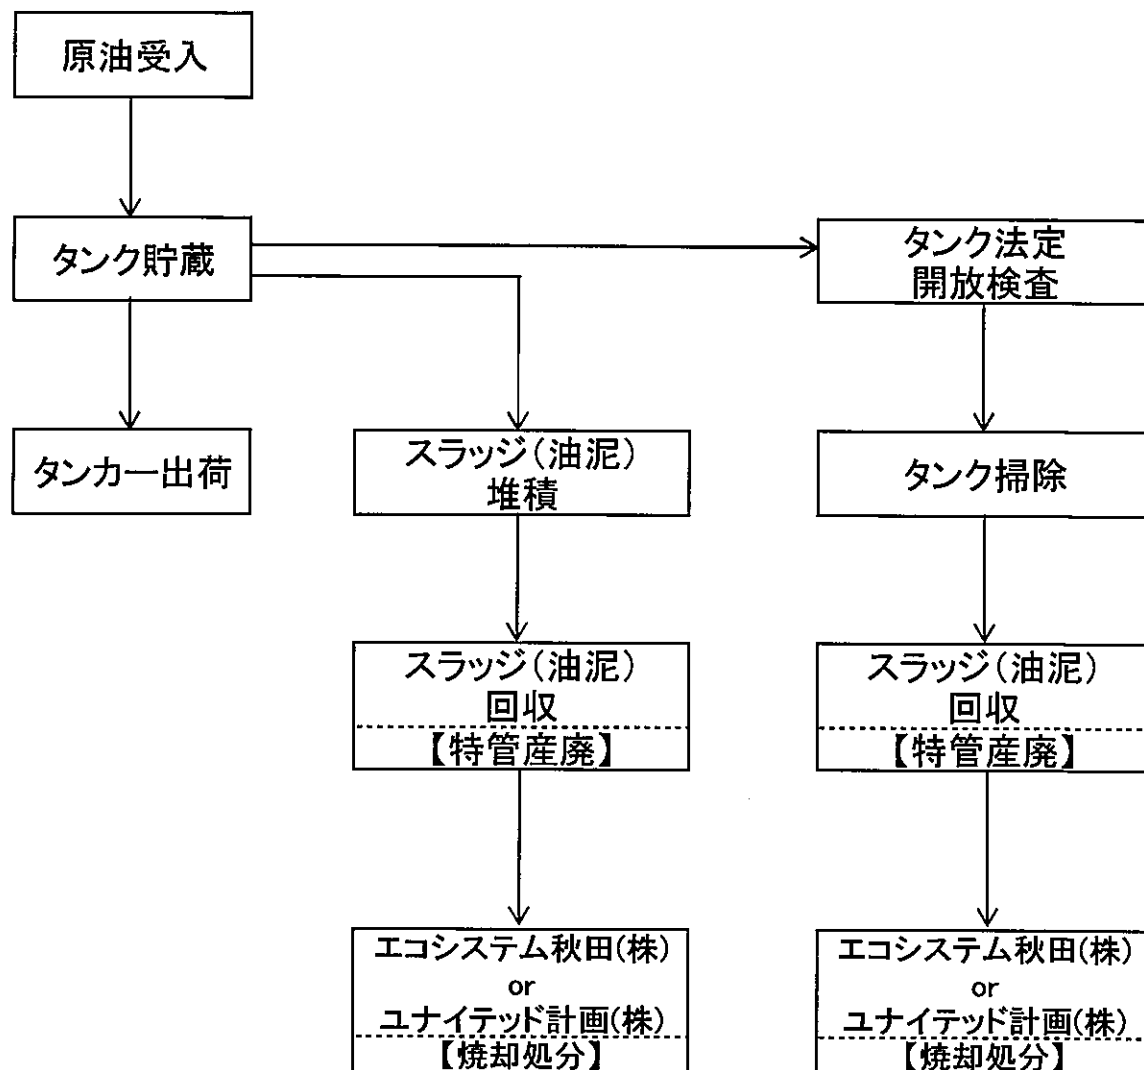 原油受入
タンク貯蔵
タンク法定
開放検査
タンカー出荷
スラッジ(油泥)
堆積
タンク掃除
スラッジ(油泥)
回収
【特管産廃】
スラッジ(油泥)
回収
【特管産廃】
エコシステム秋田(株)
or
ユナイテッド計画(株)
【焼却処分】
エコシステム秋田(株)
or
ユナイテッド計画(株)
【焼却処分】